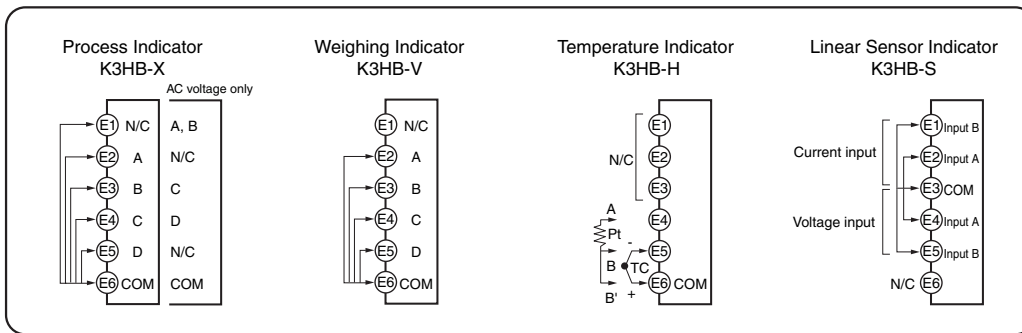 Process Indicator
K3HB-X
AC voltage only
E1 N/C A, B
E2 A N/C
E3 B C
E4 C D
E5 D N/C
E6 COM COM
Weighing Indicator
K3HB-V
E1 N/C
E2 A
E3 B
E4 C
E5 D
E6 COM
Temperature Indicator
K3HB-H
E1
N/C E2
E3
A E4
Pt
- E5
B TC
B' + E6 COM
Linear Sensor Indicator
K3HB-S
E1 Input B
Current input
E2 Input A
E3 COM
Voltage input
E4 Input A
E5 Input B
N/C E6